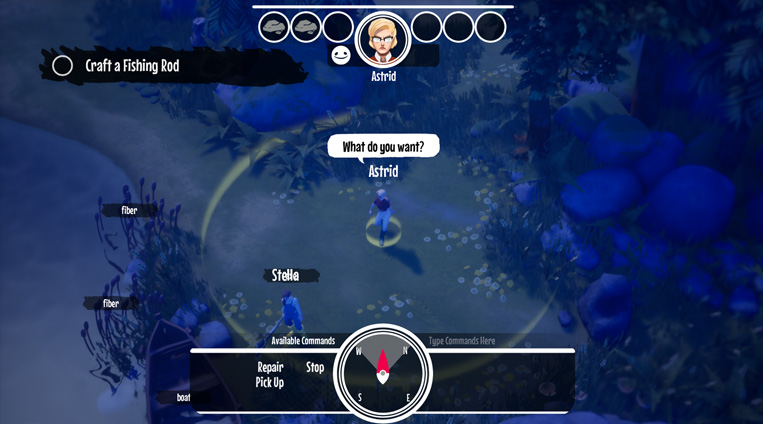 Astrid
Craft a Fishing Rod
What do you want?
Astrid
fiber
Stella
fiber
Available Commands
Type Commands Here
W
N
Repair
Stop
Pick Up
boat
S
E